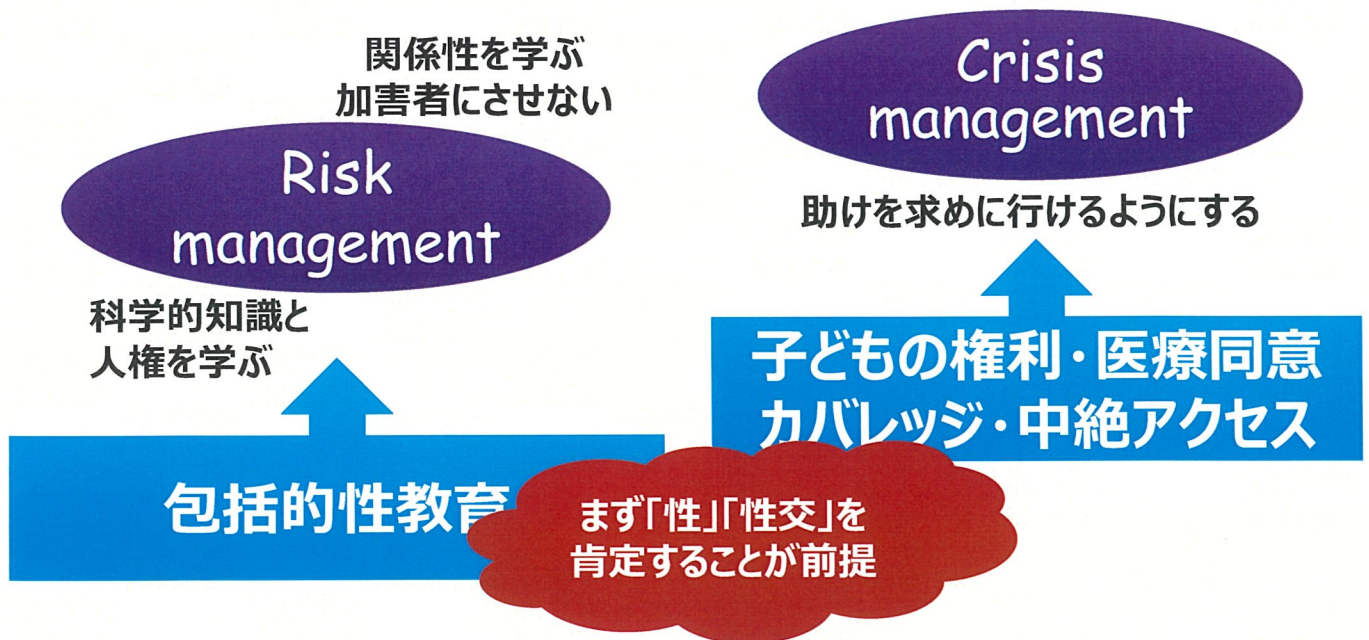 関係性を学ぶ
加害者にさせない
Risk
management
科学的知識と
人権を学ぶ
包括的性教育
Crisis
management
助けを求めに行けるようにする
子どもの権利・医療同意
カバレッジ・中絶アクセス
まず「性」「性交」を
肯定することが前提